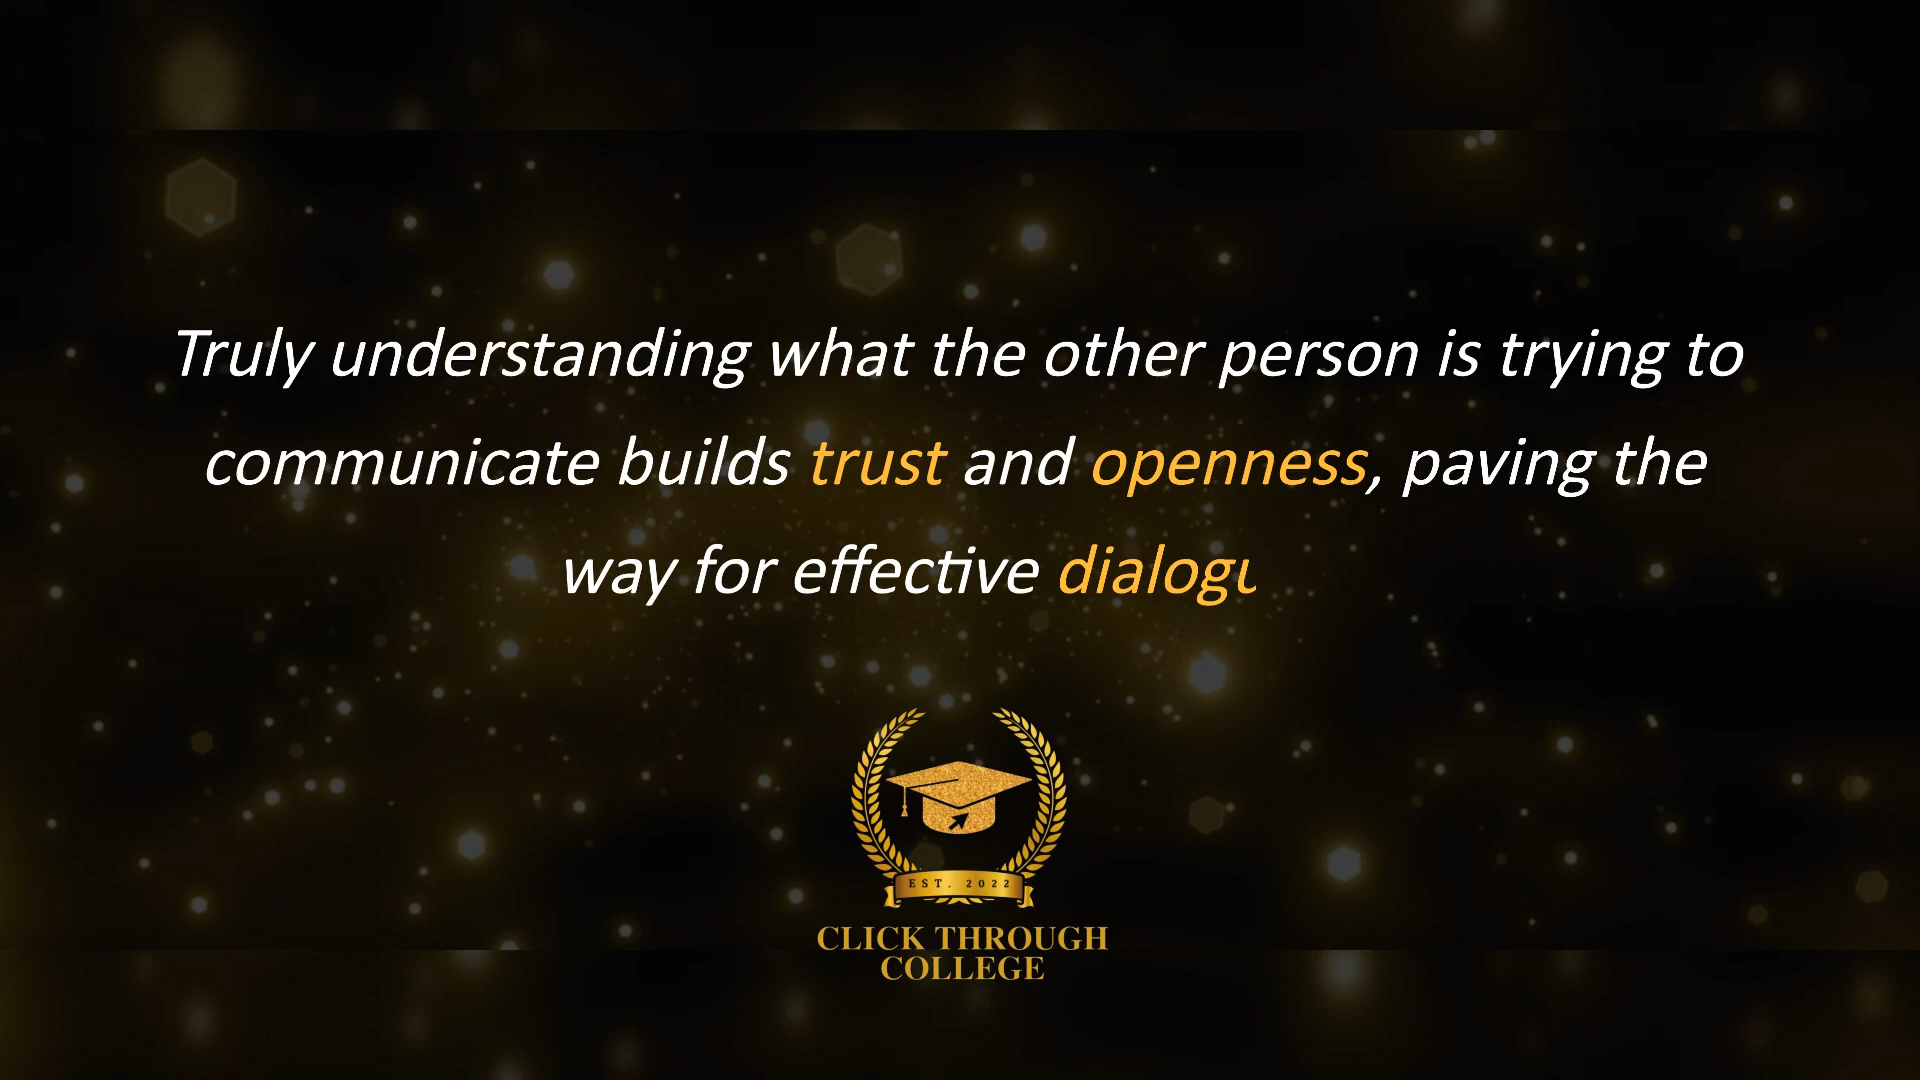 Truly understanding what the other person is trying to
communicate builds trust and openness, paving the
way for effective dialogu
EST. 2022
CLICK THROUGH
COLLEGE